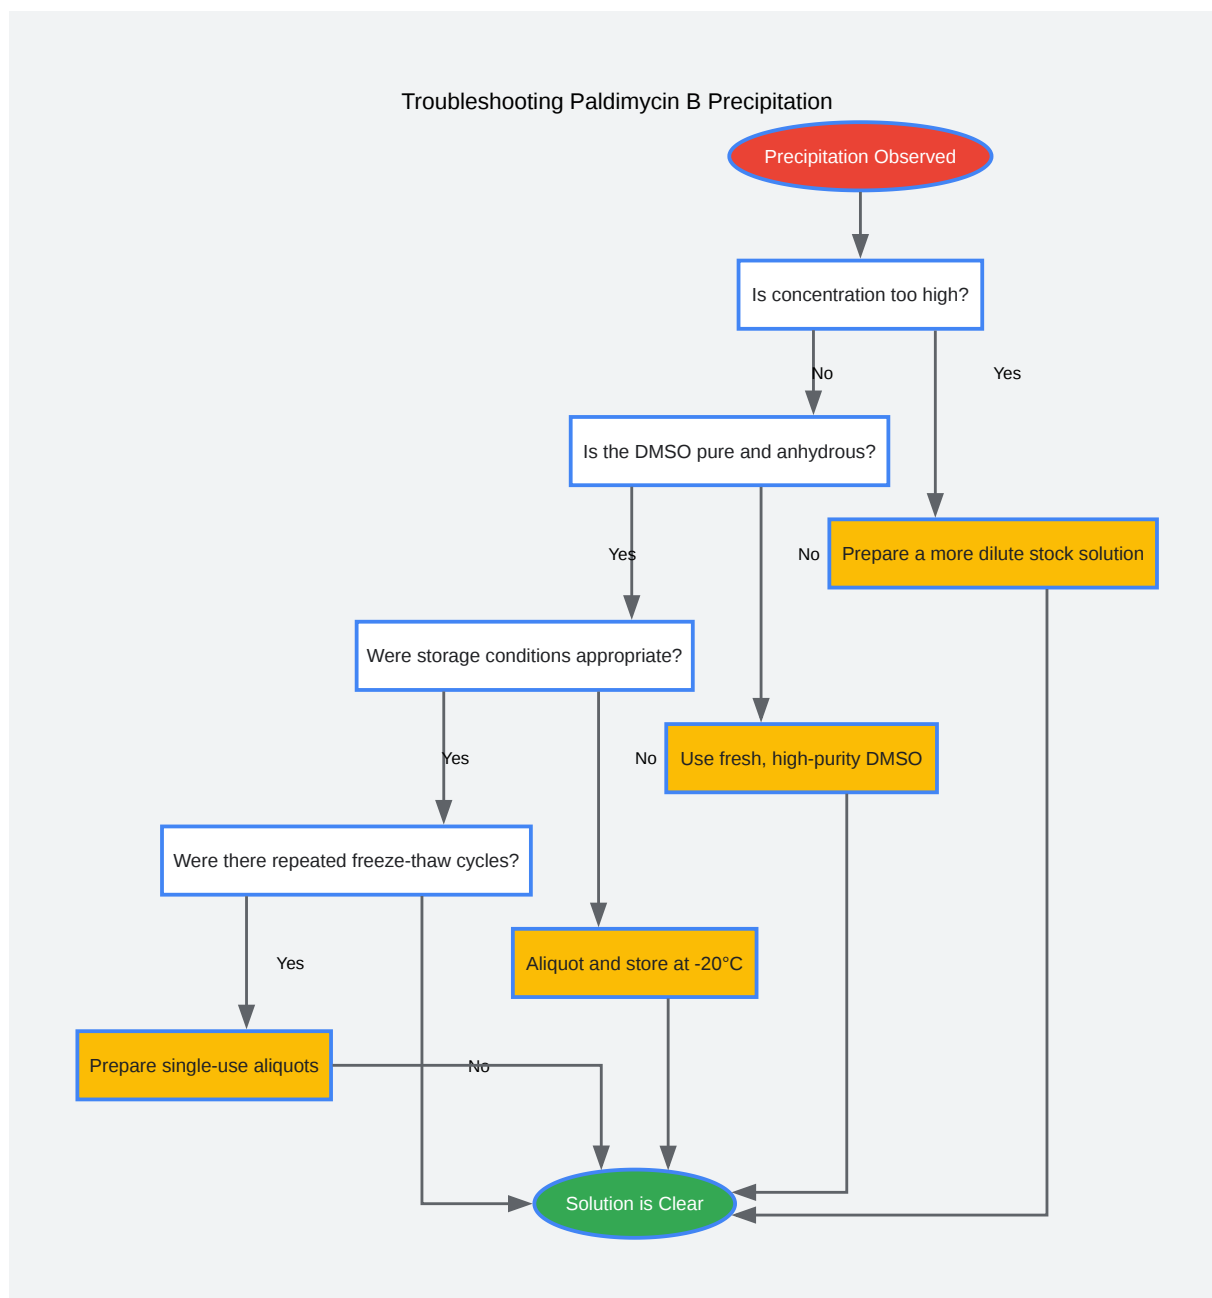 Troubleshooting Paldimycin B Precipitation
Precipitation Observed
Is concentration too high?
No
Yes
Is the DMSO pure and anhydrous?
Yes
No
Prepare a more dilute stock solution
Were storage conditions appropriate?
Yes
No
Use fresh, high-purity DMSO
Were there repeated freeze-thaw cycles?
Yes
Aliquot and store at -20°C
Prepare single-use aliquots
No
Solution is Clear